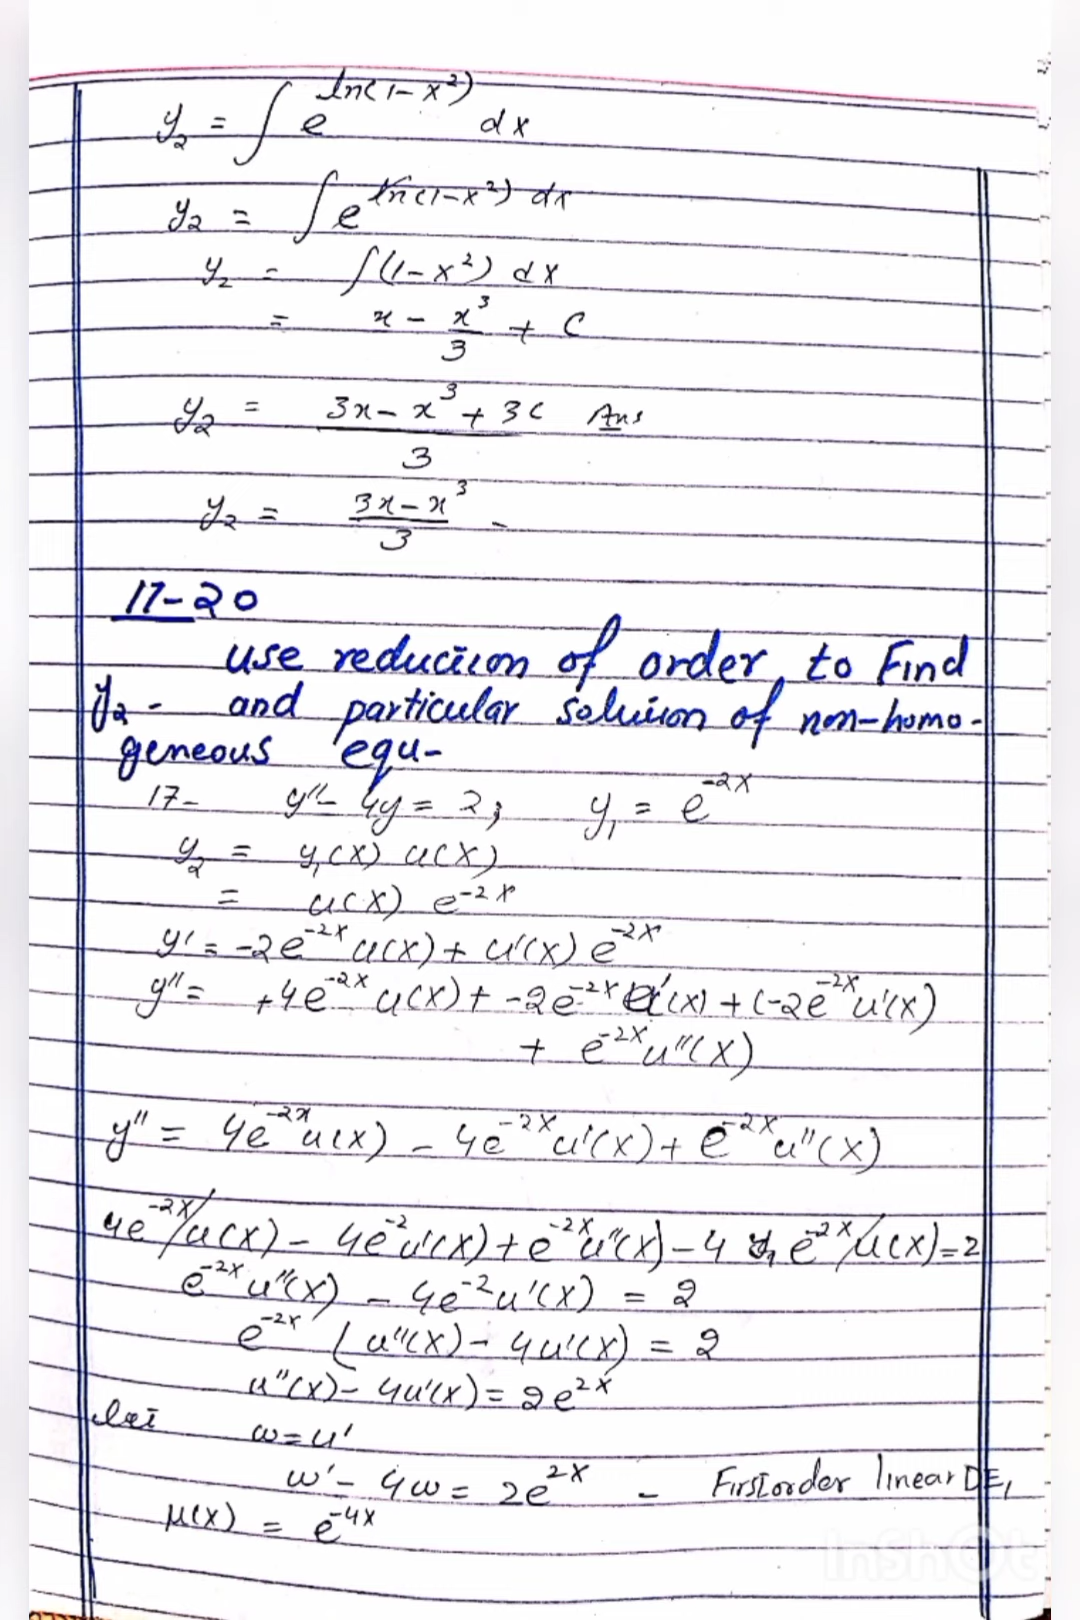 y₂ = ∫ e^ln(1-x²) dx
y₂ = ∫ e^ln(1-x²) dx
y₂ = ∫(1-x²) dx
= x - x³/3 + C
y₂ = (3x - x³ + 3C)/3 Ans
y₂ = (3x - x³)/3 -
17-20
use reduction of order, to Find
y₂ - and particular solution of non-homo-
geneous equ-
17- y''- 4y = 2; y₁ = e^-2x
y₂ = y₁(x) u(x)
= u(x) e^-2x
y' = -2e^-2x u(x) + u'(x) e^-2x
y'' = +4e^-2x u(x) + -2e^-2x u'(x) + (-2e^-2x u'(x)
+ e^-2x u''(x)
y'' = 4e^-2x u(x) - 4e^-2x u'(x) + e^-2x u''(x)
4e^-2x u(x) - 4e^-2 u'(x) + e^-2x u''(x) - 4 e^-2x u(x) = 2
e^-2x u''(x) - 4e^-2 u'(x) = 2
e^-2x (u''(x) - 4u'(x) = 2
u''(x) - 4u'(x) = 2e^2x
let w = u'
w' - 4w = 2e^2x - First order linear DE,
μ(x) = e^-4x
InShOt